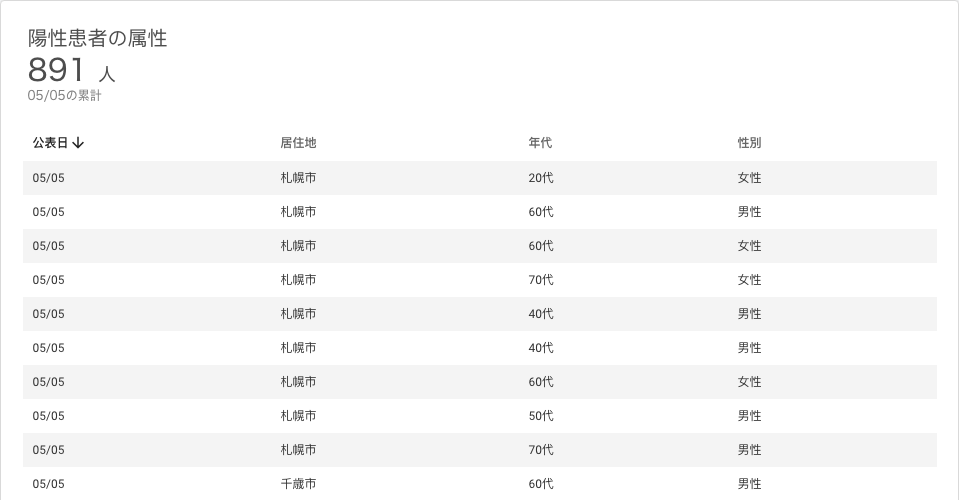 陽性患者の属性
891 人
05/05の累計
公表日↓ 居住地 年代 性別
05/05 札幌市 20代 女性
05/05 札幌市 60代 男性
05/05 札幌市 60代 女性
05/05 札幌市 70代 女性
05/05 札幌市 40代 男性
05/05 札幌市 40代 男性
05/05 札幌市 60代 女性
05/05 札幌市 50代 男性
05/05 札幌市 70代 男性
05/05 千歳市 60代 男性